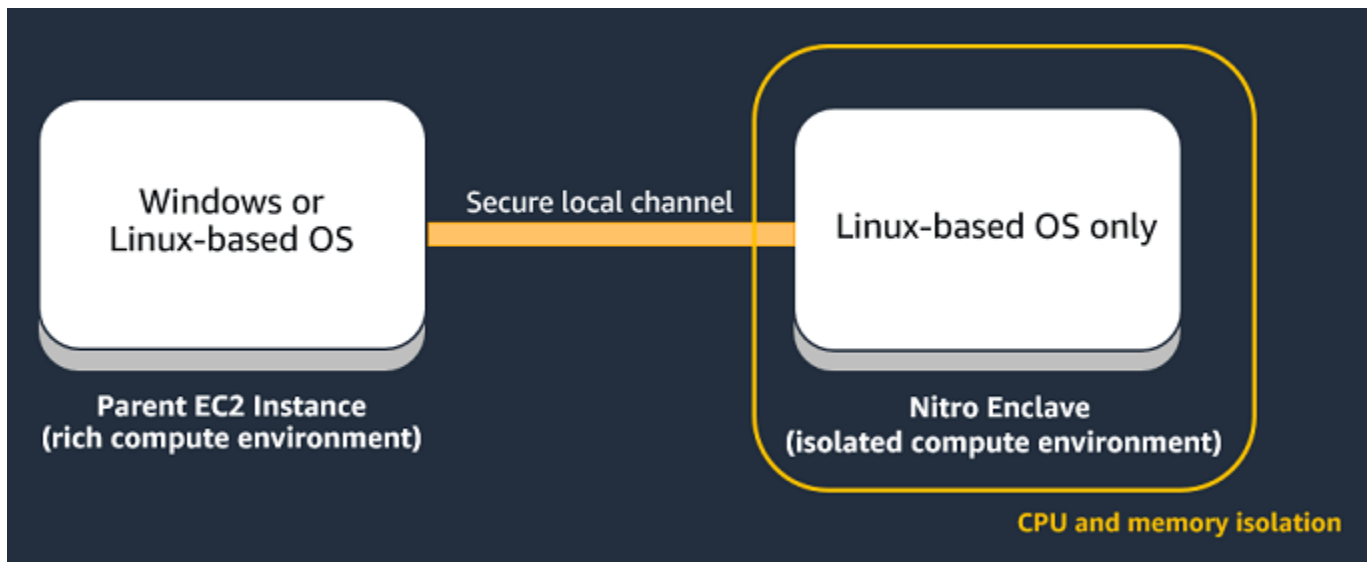 Windows or
Linux-based OS
Secure local channel
Linux-based OS only
Parent EC2 Instance
(rich compute environment)
Nitro Enclave
(isolated compute environment)
CPU and memory isolation